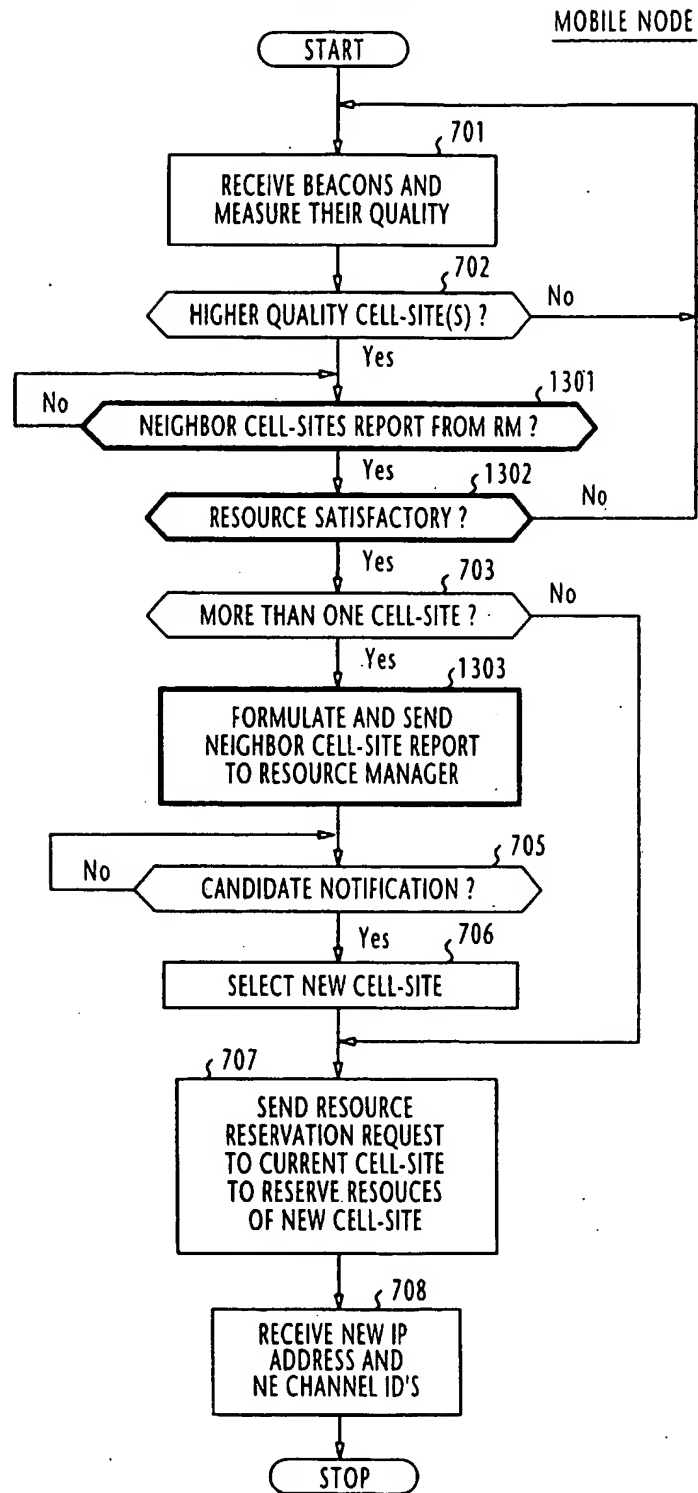 MOBILE NODE
START
701
RECEIVE BEACONS AND
MEASURE THEIR QUALITY
702
HIGHER QUALITY CELL-SITE(S) ?
No
Yes
1301
No
NEIGHBOR CELL-SITES REPORT FROM RM ?
Yes
1302
RESOURCE SATISFACTORY ?
No
Yes
703
MORE THAN ONE CELL-SITE ?
No
Yes
1303
FORMULATE AND SEND
NEIGHBOR CELL-SITE REPORT
TO RESOURCE MANAGER
705
No
CANDIDATE NOTIFICATION ?
Yes
706
SELECT NEW CELL-SITE
707
SEND RESOURCE
RESERVATION REQUEST
TO CURRENT CELL-SITE
TO RESERVE RESOUCES
OF NEW CELL-SITE
708
RECEIVE NEW IP
ADDRESS AND
NE CHANNEL ID'S
STOP